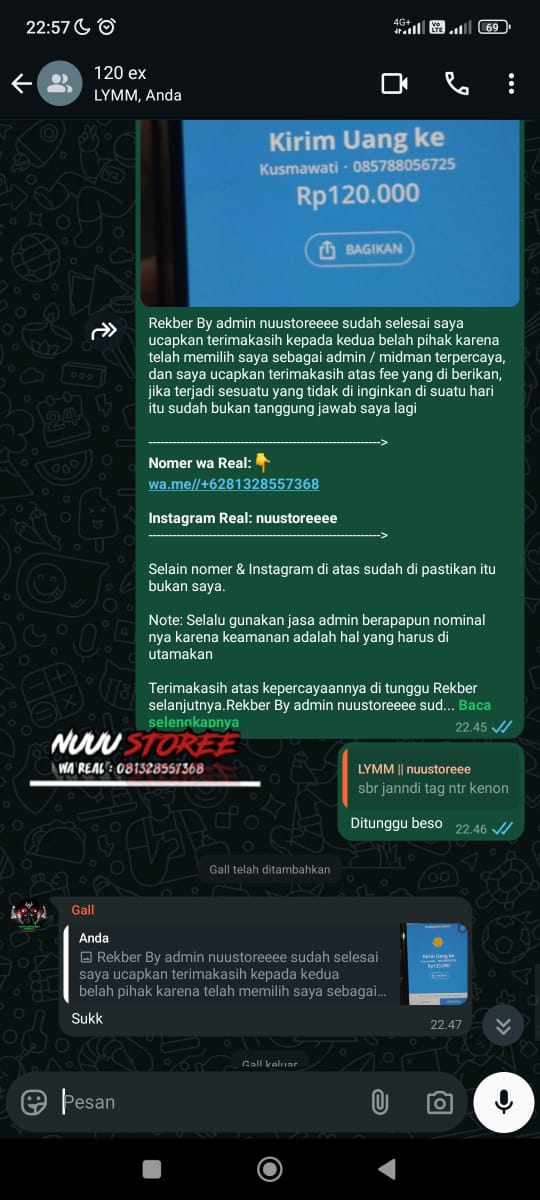 22:57
4G+
Vo
LTE
69
120 ex
LYMM, Anda
Kirim Uang ke
Kusmawati · 085788056725
Rp120.000
BAGIKAN
Rekber By admin nuustoreeee sudah selesai saya
ucapkan terimakasih kepada kedua belah pihak karena
telah memilih saya sebagai admin / midman terpercaya,
dan saya ucapkan terimakasih atas fee yang di berikan,
jika terjadi sesuatu yang tidak di inginkan di suatu hari
itu sudah bukan tanggung jawab saya lagi
---------------------------------------------------------->
Nomer wa Real:👇
wa.me//+6281328557368
Instagram Real: nuustoreeee
---------------------------------------------------------->
Selain nomer & Instagram di atas sudah di pastikan itu
bukan saya.
Note: Selalu gunakan jasa admin berapapun nominal
nya karena keamanan adalah hal yang harus di
utamakan
Terimakasih atas kepercayaannya di tunggu Rekber
selanjutnya.Rekber By admin nuustoreeee sud... Baca
selengkapnya
22.45
NUUU STOREE
WA REAL : 081328557368
LYMM || nuustoreee
sbr janndi tag ntr kenon
Ditunggu beso
22.46
Gall telah ditambahkan
Gall
Anda
Rekber By admin nuustoreeee sudah selesai
saya ucapkan terimakasih kepada kedua
belah pihak karena telah memilih saya sebagai...
Kirim Uang ke
Rp120.000
Sukk
22.47
Gall keluar
Pesan